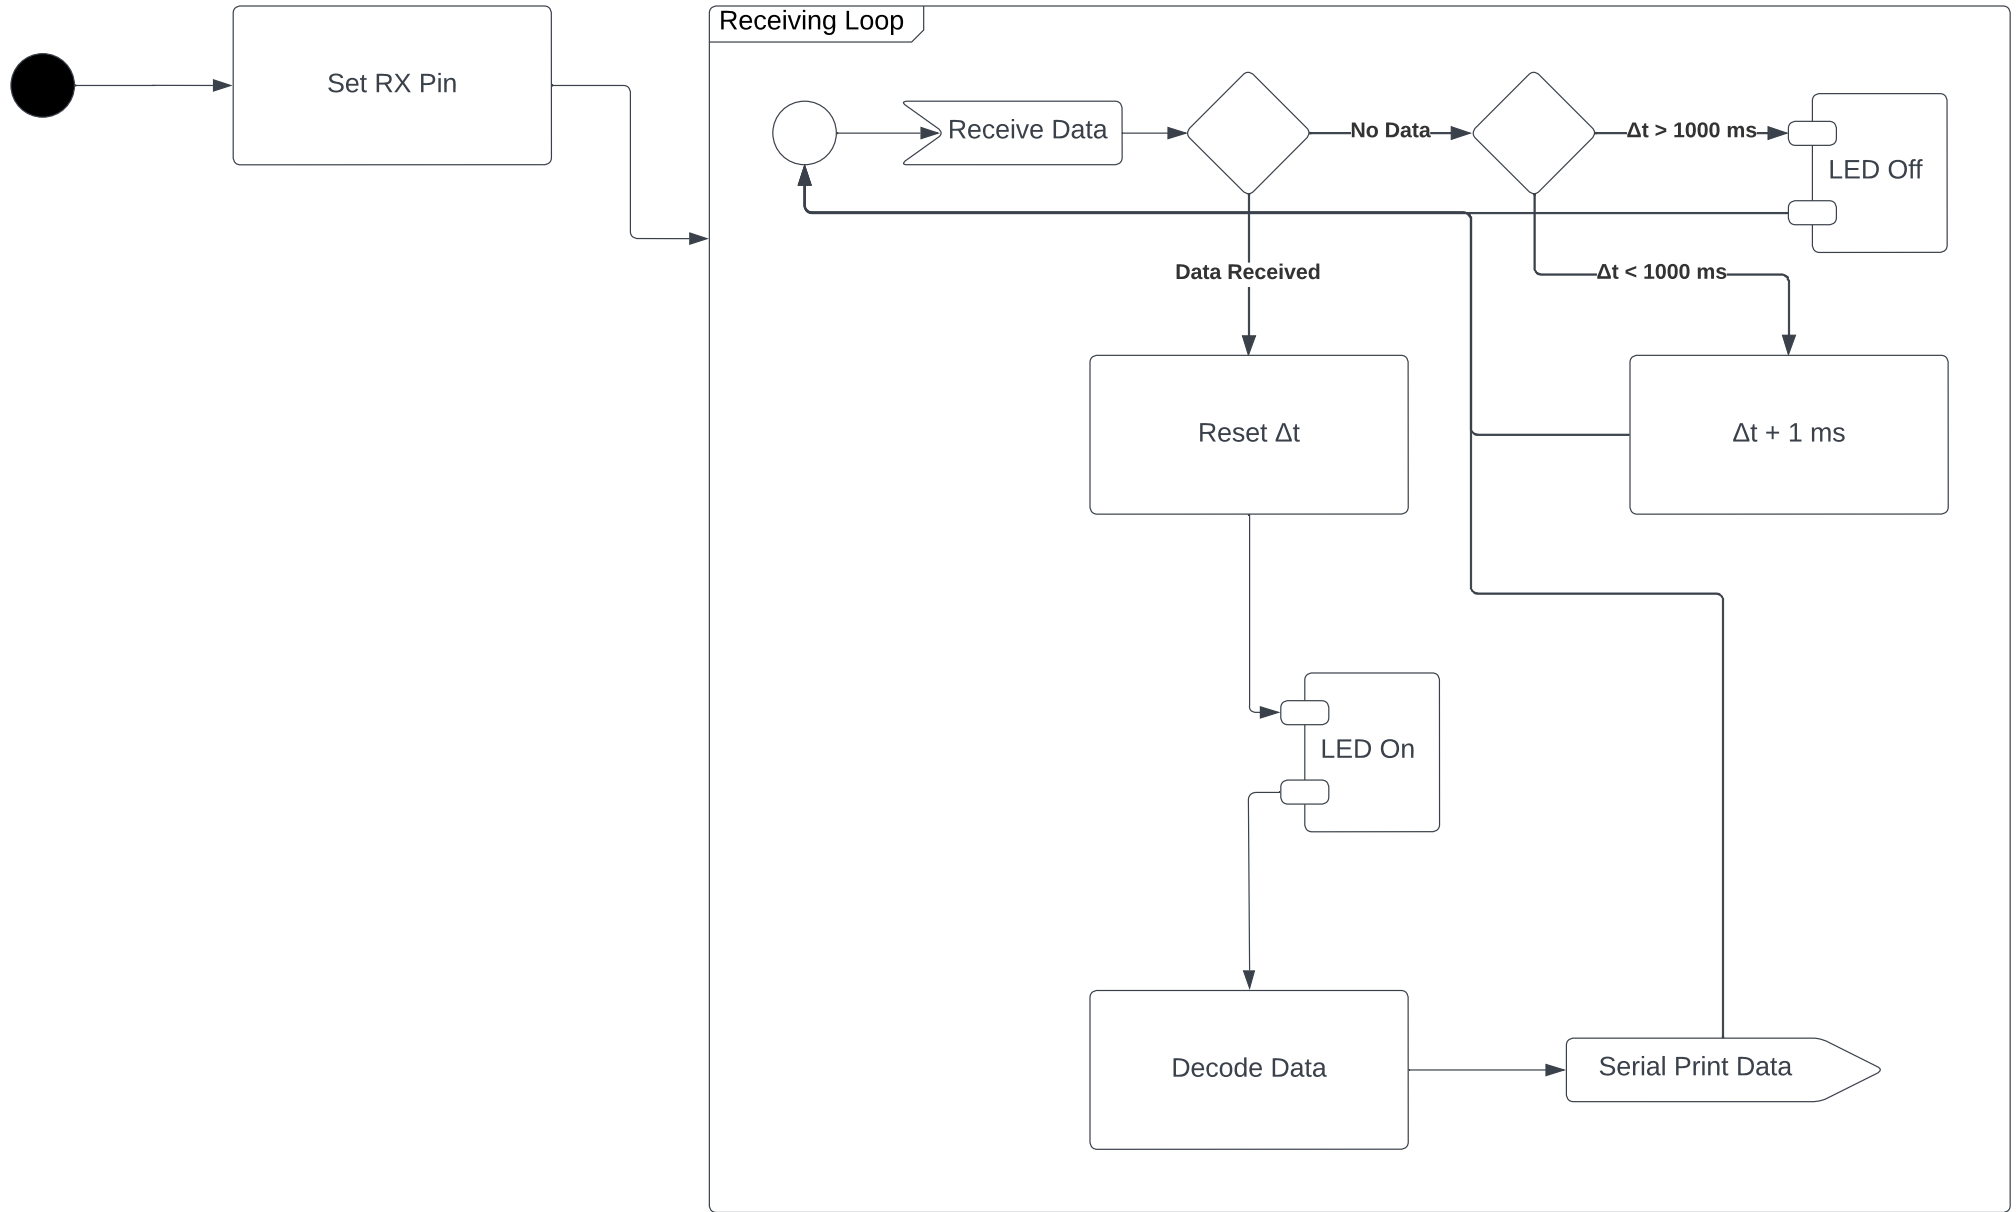 Receiving Loop
Set RX Pin
Receive Data
No Data
Δt > 1000 ms
LED Off
Data Received
Δt < 1000 ms
Reset Δt
Δt + 1 ms
LED On
Decode Data
Serial Print Data